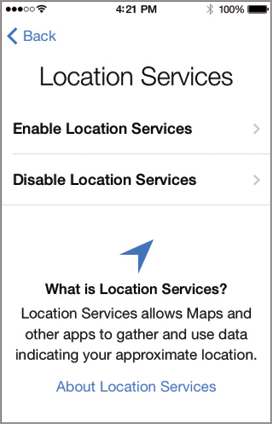 4:21 PM 100%
Back
Location Services
Enable Location Services
Disable Location Services
What is Location Services?
Location Services allows Maps and
other apps to gather and use data
indicating your approximate location.
About Location Services